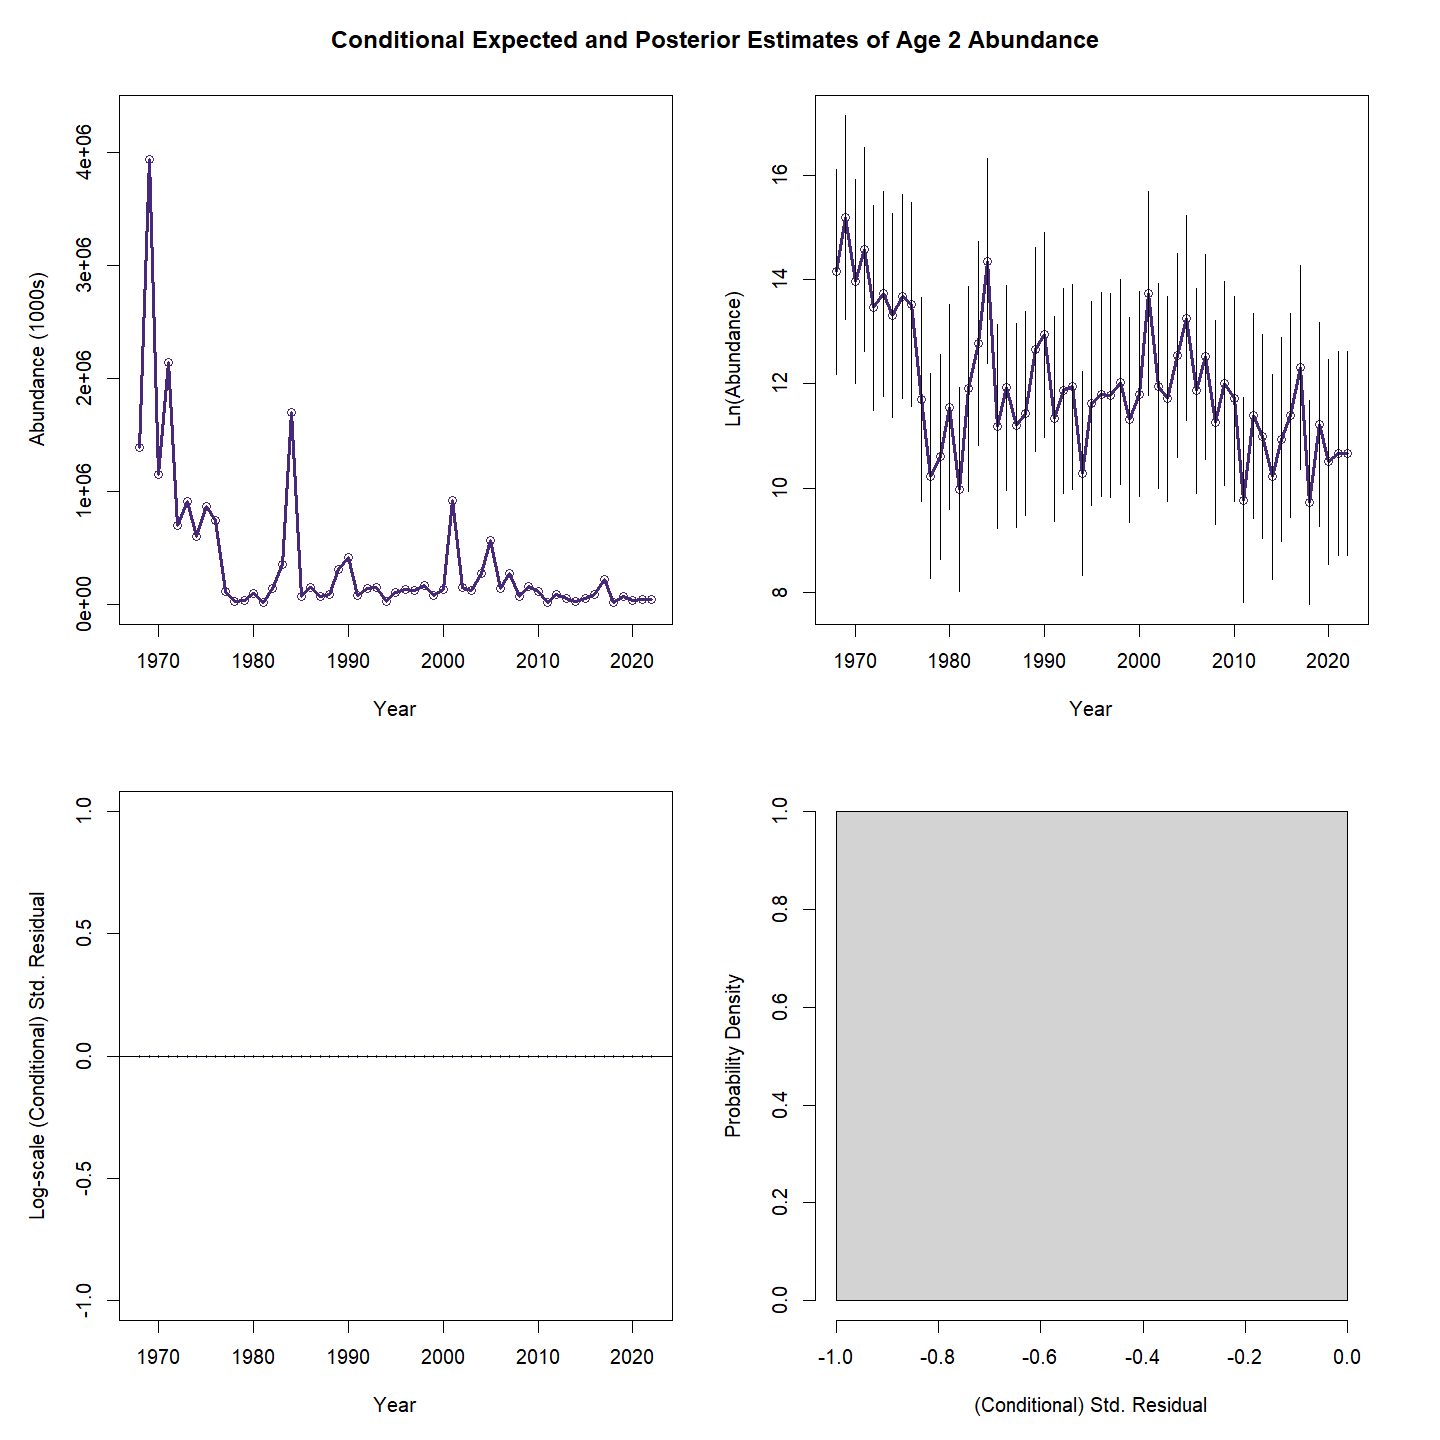 Conditional Expected and Posterior Estimates of Age 2 Abundance
Abundance (1000s)
4e+06
3e+06
2e+06
1e+06
0e+00
1970 1980 1990 2000 2010 2020
Year
Ln(Abundance)
16
14
12
10
8
1970 1980 1990 2000 2010 2020
Year
Log-scale (Conditional) Std. Residual
1.0
0.5
0.0
-0.5
-1.0
1970 1980 1990 2000 2010 2020
Year
Probability Density
1.0
0.8
0.6
0.4
0.2
0.0
-1.0 -0.8 -0.6 -0.4 -0.2 0.0
(Conditional) Std. Residual